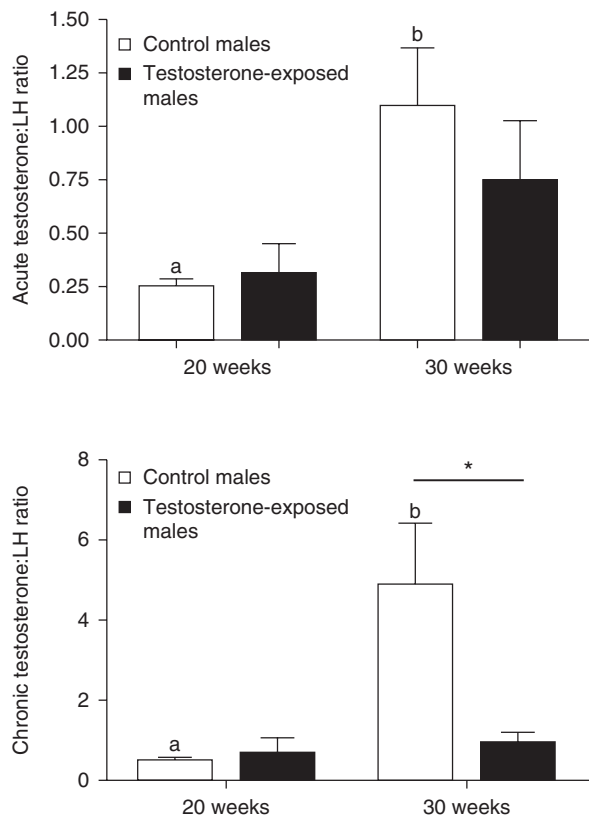 Acute testosterone:LH ratio
1.50
1.25
1.00
0.75
0.50
0.25
0.00
Control males
Testosterone-exposed
males
a
b
20 weeks
30 weeks
Chronic testosterone:LH ratio
8
6
4
2
0
Control males
Testosterone-exposed
males
a
b
*
20 weeks
30 weeks